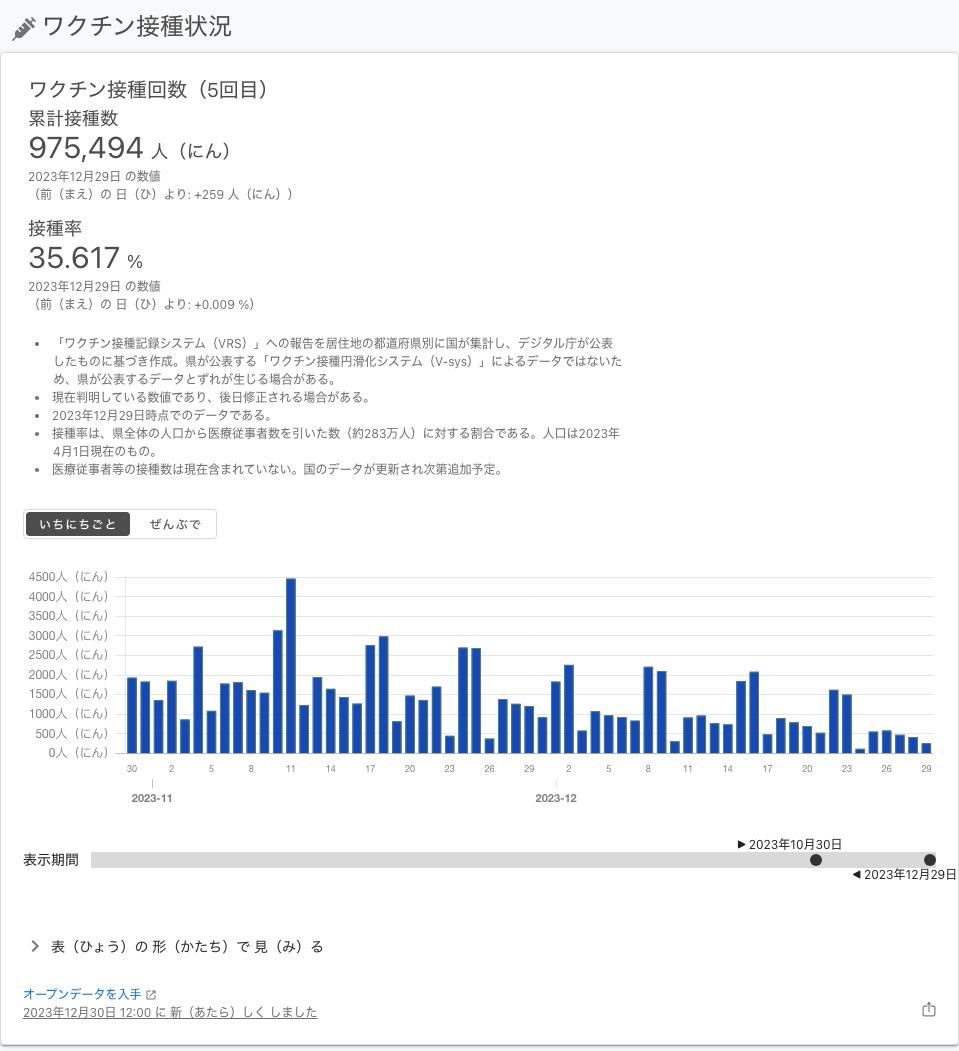 ワクチン接種状況
ワクチン接種回数（5回目）
累計接種数
975,494 人（にん）
2023年12月29日 の数値
（前（まえ）の 日（ひ）より: +259 人（にん））
接種率
35.617 %
2023年12月29日 の数値
（前（まえ）の 日（ひ）より: +0.009 %）
• 「ワクチン接種記録システム（VRS）」への報告を居住地の都道府県別に国が集計し、デジタル庁が公表
したものに基づき作成。県が公表する「ワクチン接種円滑化システム（V-sys）」によるデータではないた
め、県が公表するデータとずれが生じる場合がある。
• 現在判明している数値であり、後日修正される場合がある。
• 2023年12月29日時点でのデータである。
• 接種率は、県全体の人口から医療従事者数を引いた数（約283万人）に対する割合である。人口は2023年
4月1日現在のもの。
• 医療従事者等の接種数は現在含まれていない。国のデータが更新され次第追加予定。
いちにちごと ぜんぶで
4500人（にん）
4000人（にん）
3500人（にん）
3000人（にん）
2500人（にん）
2000人（にん）
1500人（にん）
1000人（にん）
500人（にん）
0人（にん）
30 2 5 8 11 14 17 20 23 26 29 2 5 8 11 14 17 20 23 26 29
2023-11 2023-12
▶ 2023年10月30日
表示期間
◀ 2023年12月29日
表（ひょう）の 形（かたち）で 見（み）る
オープンデータを入手
2023年12月30日 12:00 に 新（あたら）しく しました